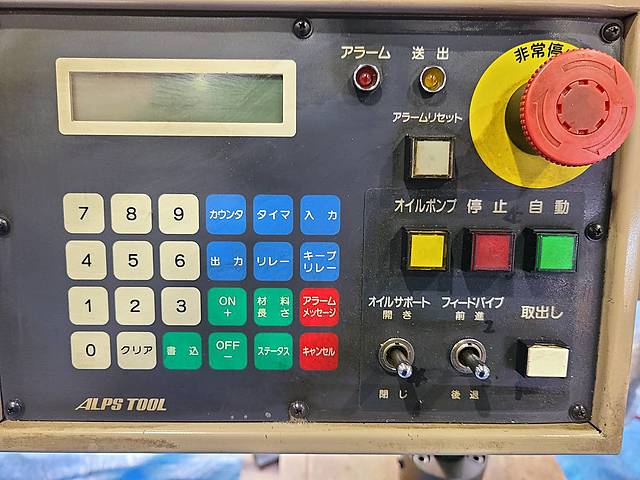 アラーム 送出 非常停
アラームリセット
オイルポンプ 停止 自動
7 8 9 カウンタ タイマ 入力
4 5 6 出力 リレー キープ
リレー
1 2 3 ON
+ 材料
長さ アラーム
メッセージ
0 クリア 書込 OFF
- ステータス キャンセル
オイルサポート
開き
フィードパイプ
前進
取出し
閉じ 後退
ALPS TOOL